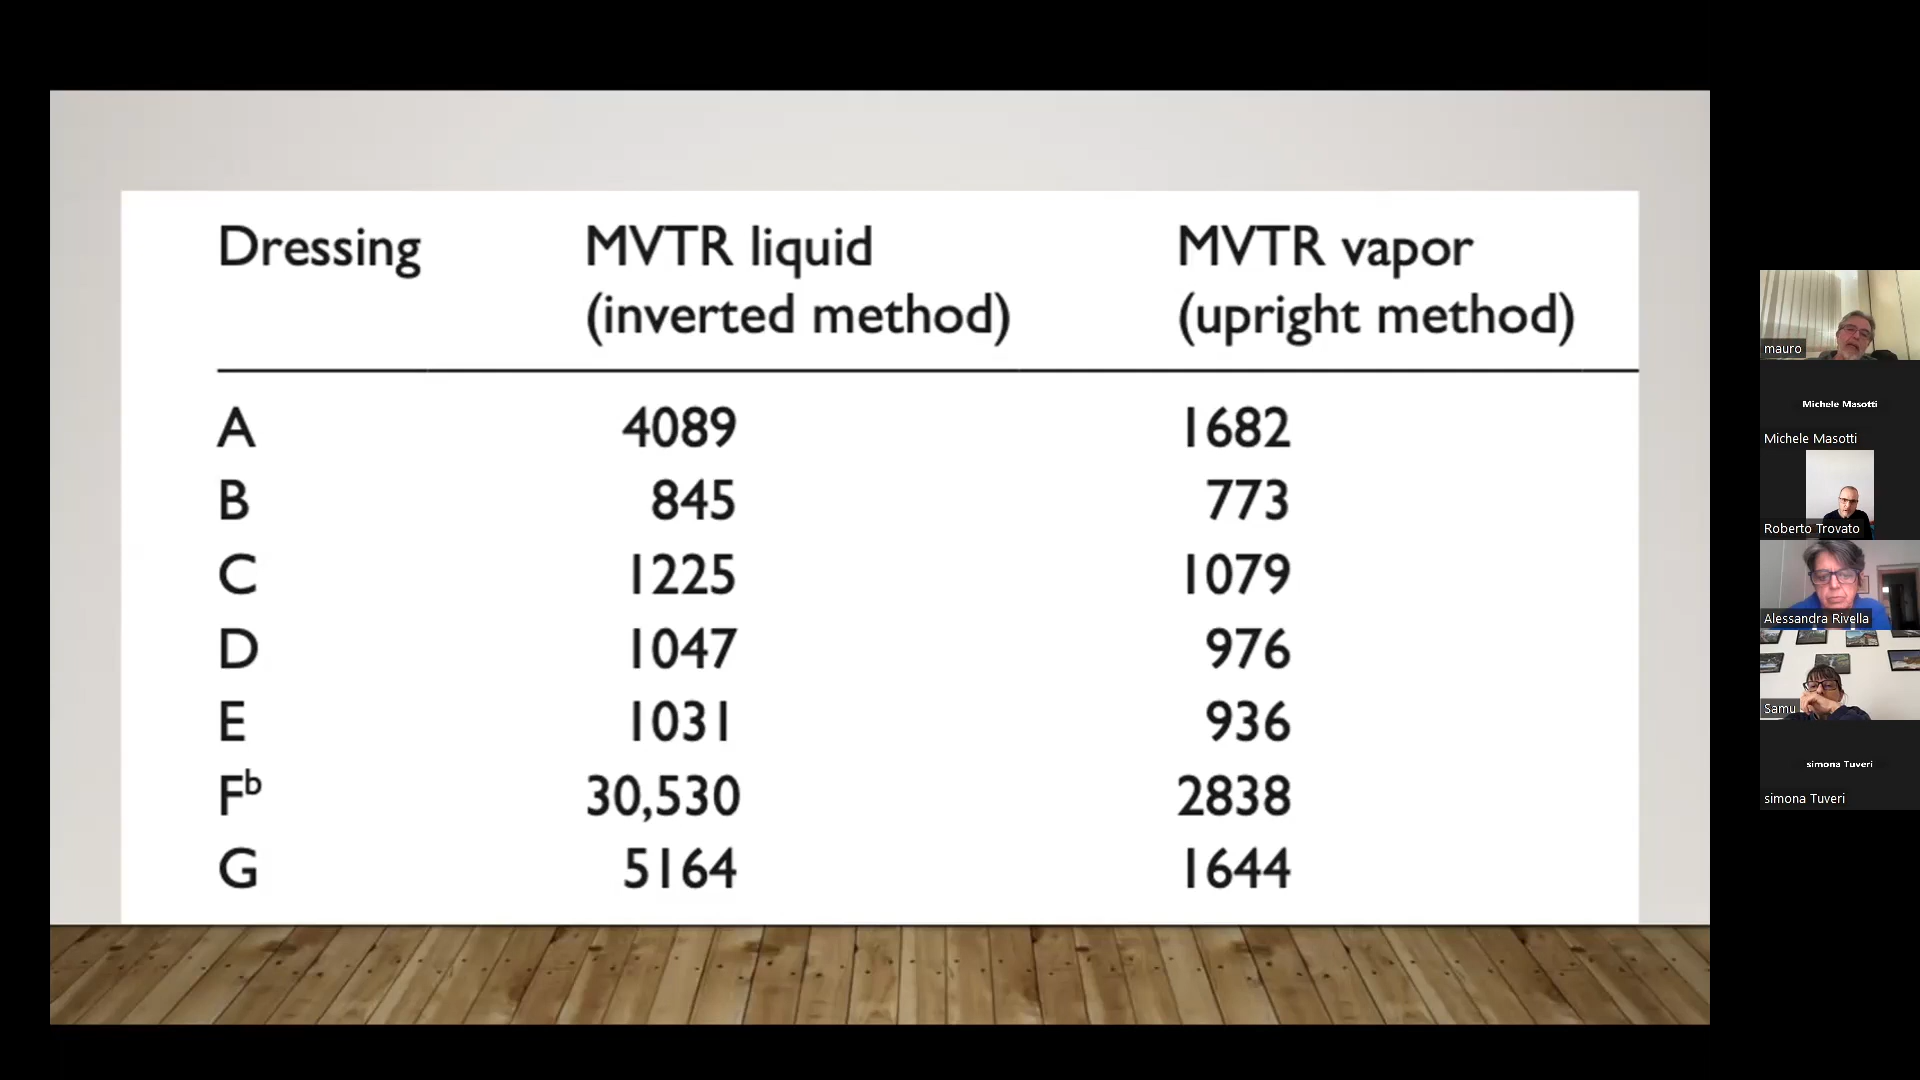 Dressing MVTR liquid MVTR vapor
(inverted method) (upright method)
A 4089 1682
B 845 773
C 1225 1079
D 1047 976
E 1031 936
Fb 30,530 2838
G 5164 1644
mauro
Michele Masotti
Michele Masotti
Roberto Trovato
Alessandra Rivella
Samu
simona Tuveri
simona Tuveri